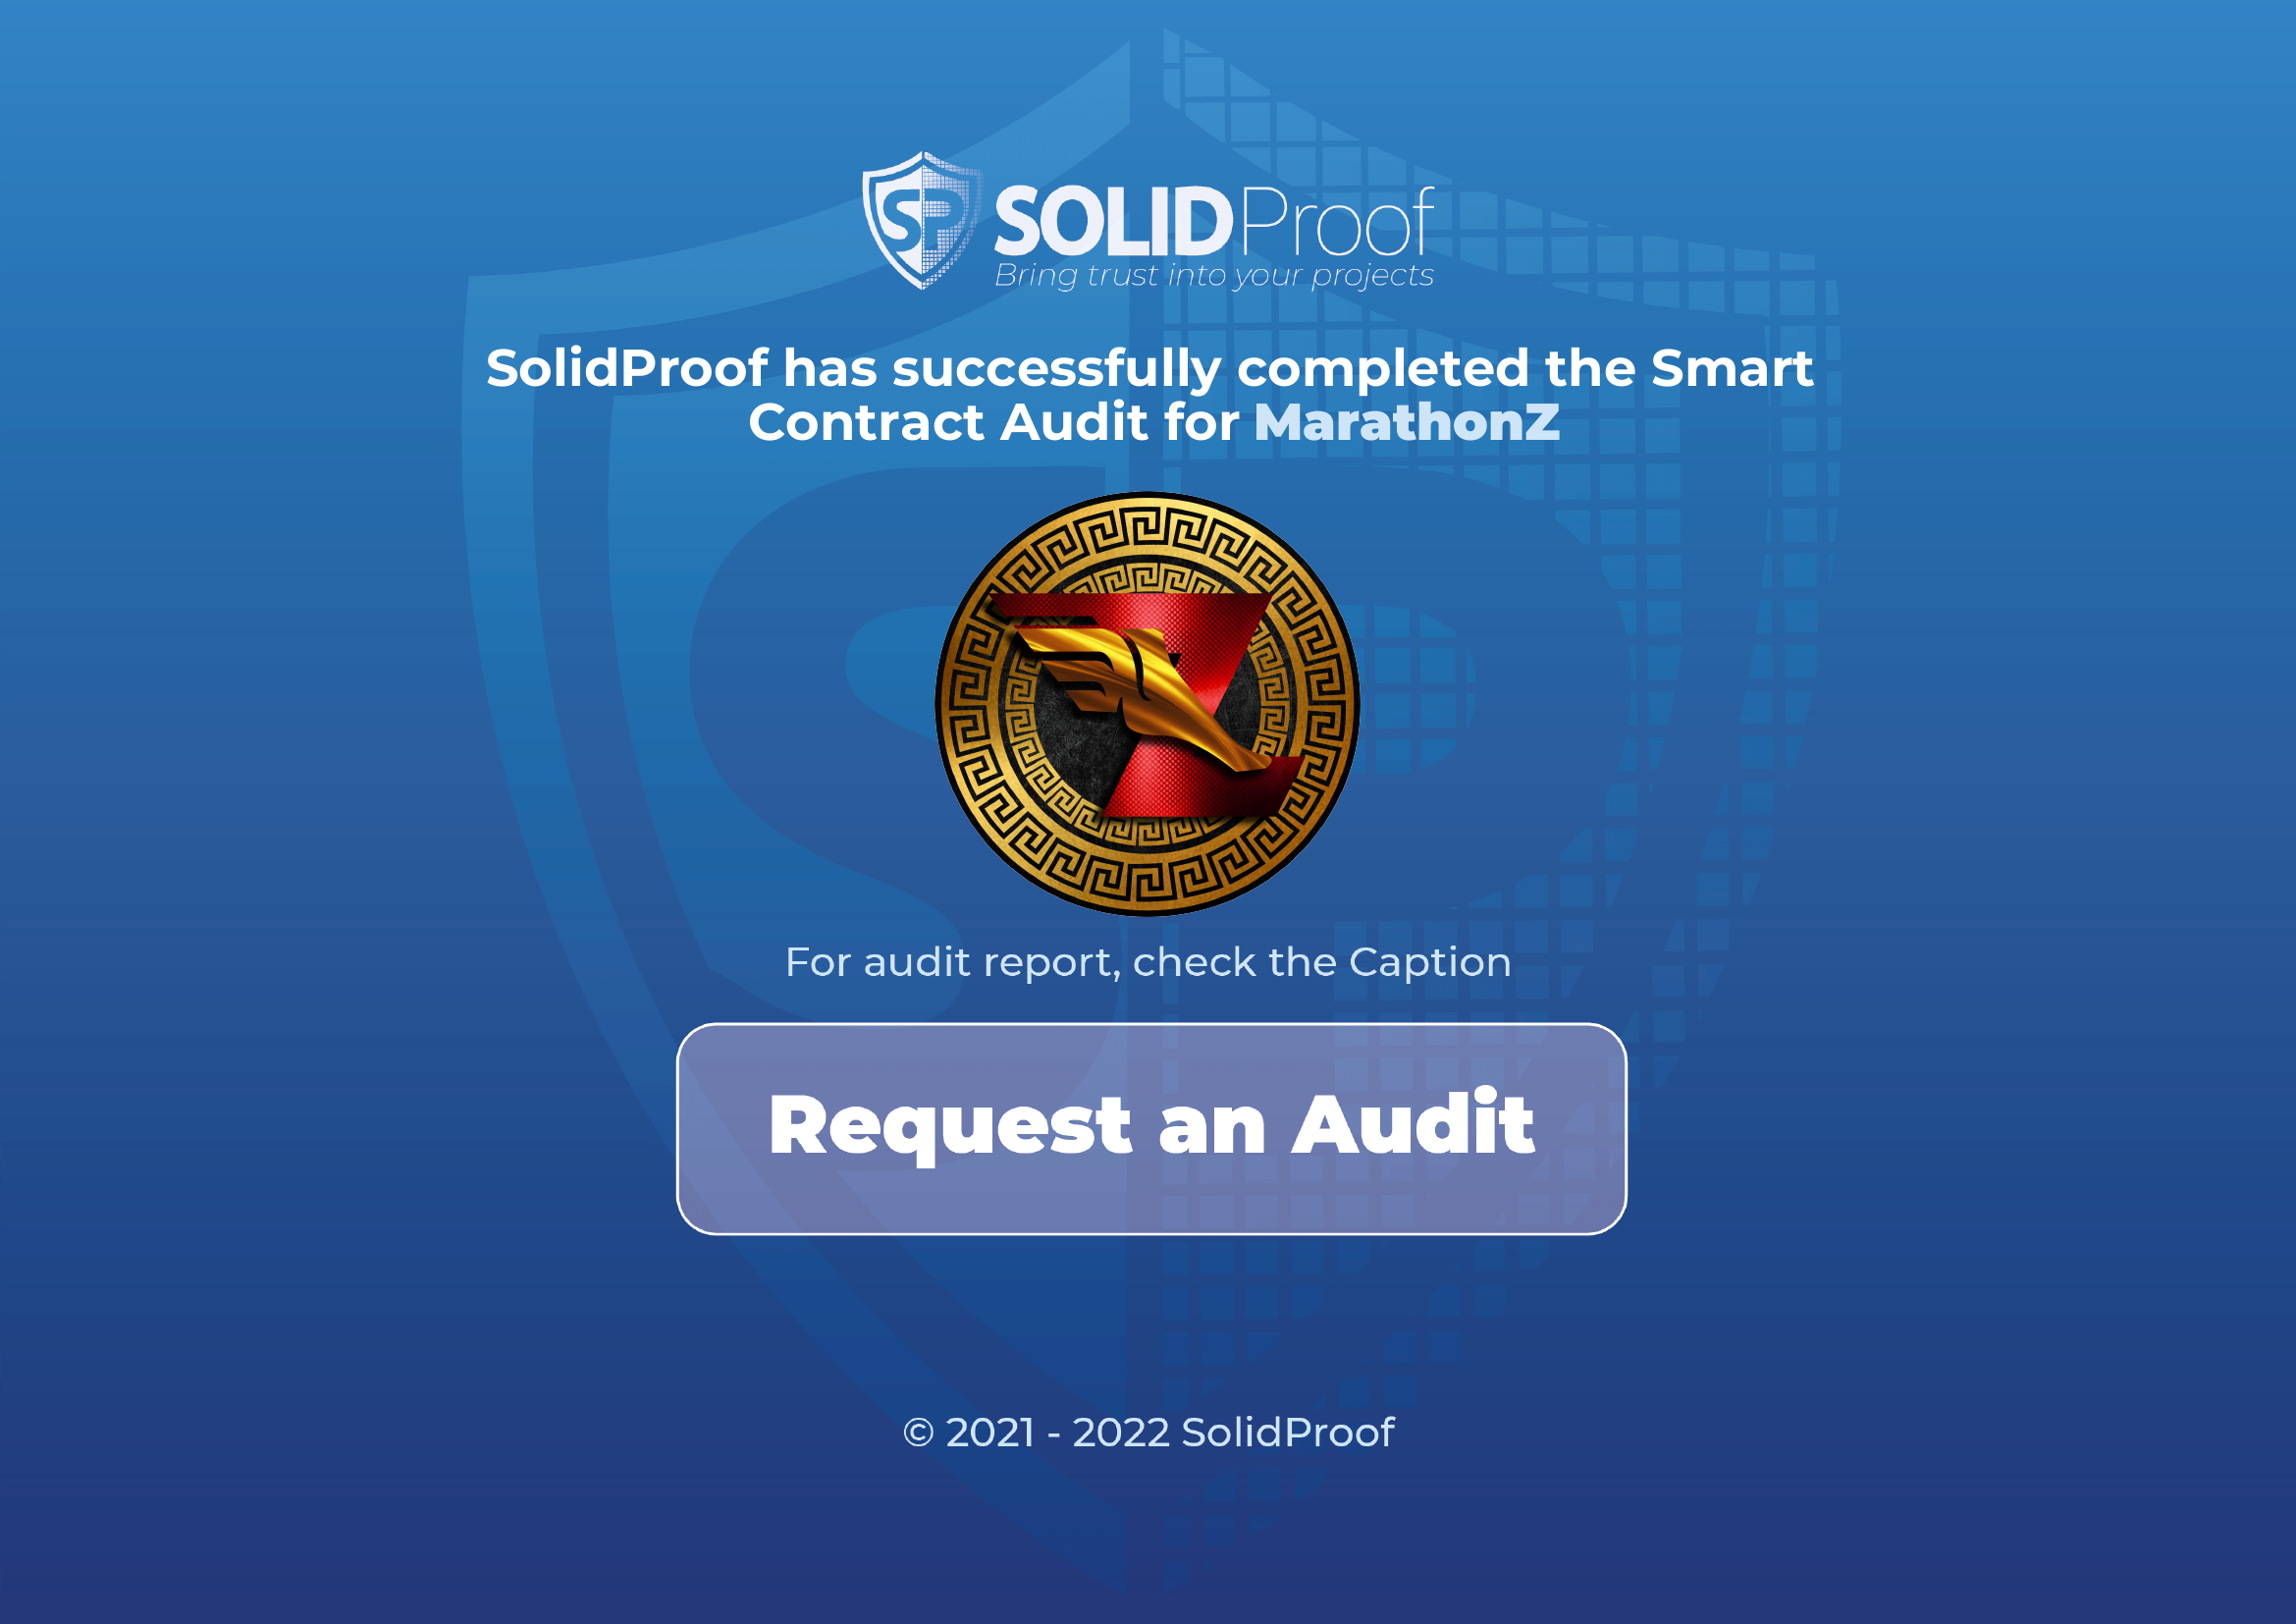 SP SOLIDProof
Bring trust into your projects
SolidProof has successfully completed the Smart
Contract Audit for MarathonZ
Z
For audit report, check the Caption
Request an Audit
© 2021 - 2022 SolidProof